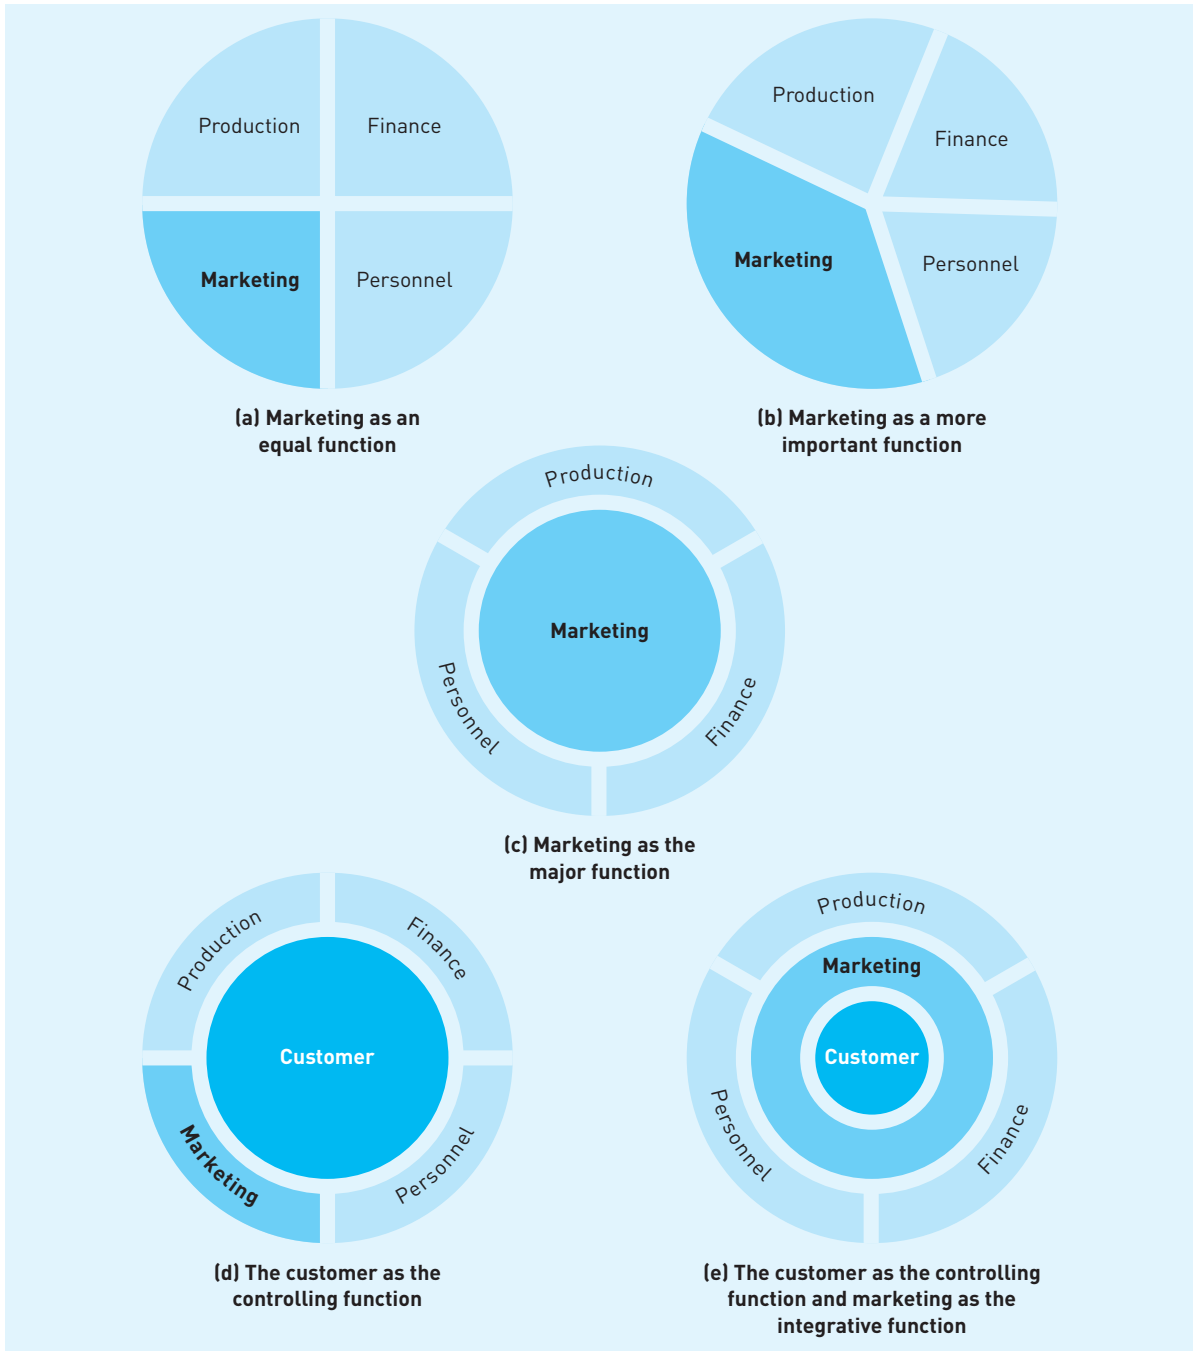 Production
Finance
Marketing
Personnel
(a) Marketing as an
equal function
Production
Finance
Marketing
Personnel
(b) Marketing as a more
important function
Production
Marketing
Personnel
Finance
(c) Marketing as the
major function
Production
Finance
Customer
Marketing
Personnel
(d) The customer as the
controlling function
Production
Marketing
Customer
Personnel
Finance
(e) The customer as the controlling
function and marketing as the
integrative function